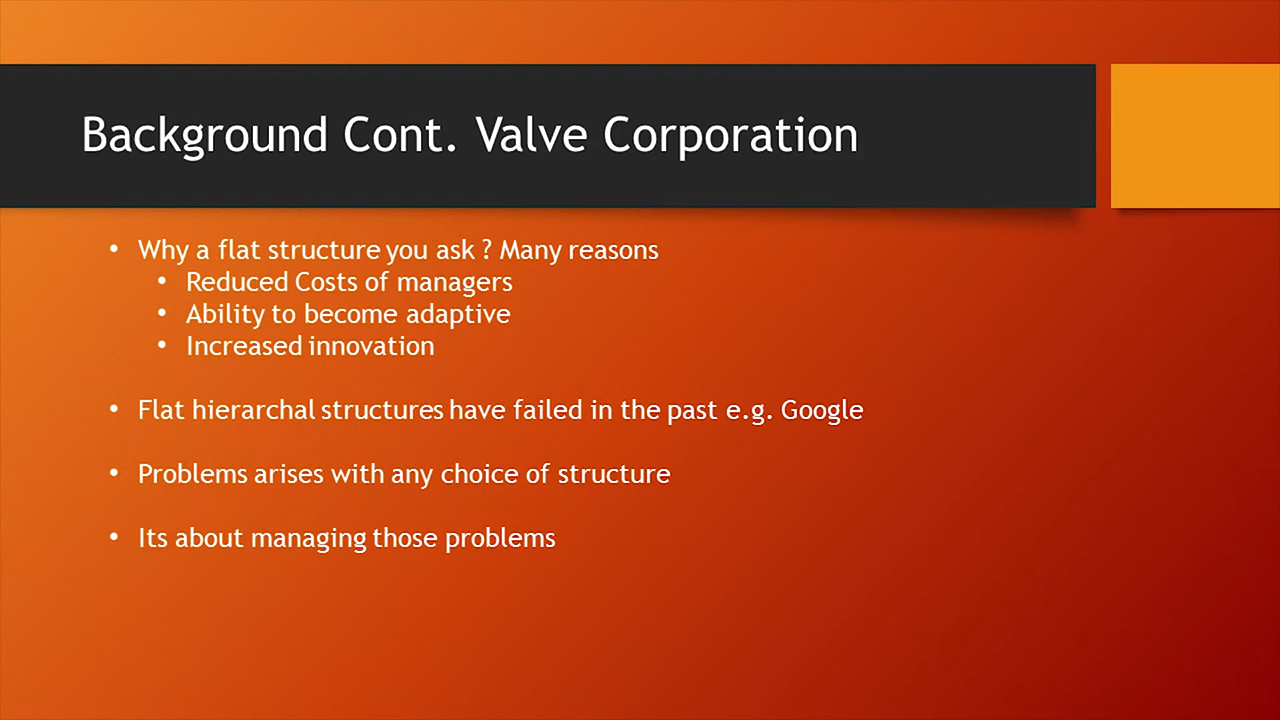 Background Cont. Valve Corporation
• Why a flat structure you ask ? Many reasons
• Reduced Costs of managers
• Ability to become adaptive
• Increased innovation
• Flat hierarchal structures have failed in the past e.g. Google
• Problems arises with any choice of structure
• Its about managing those problems